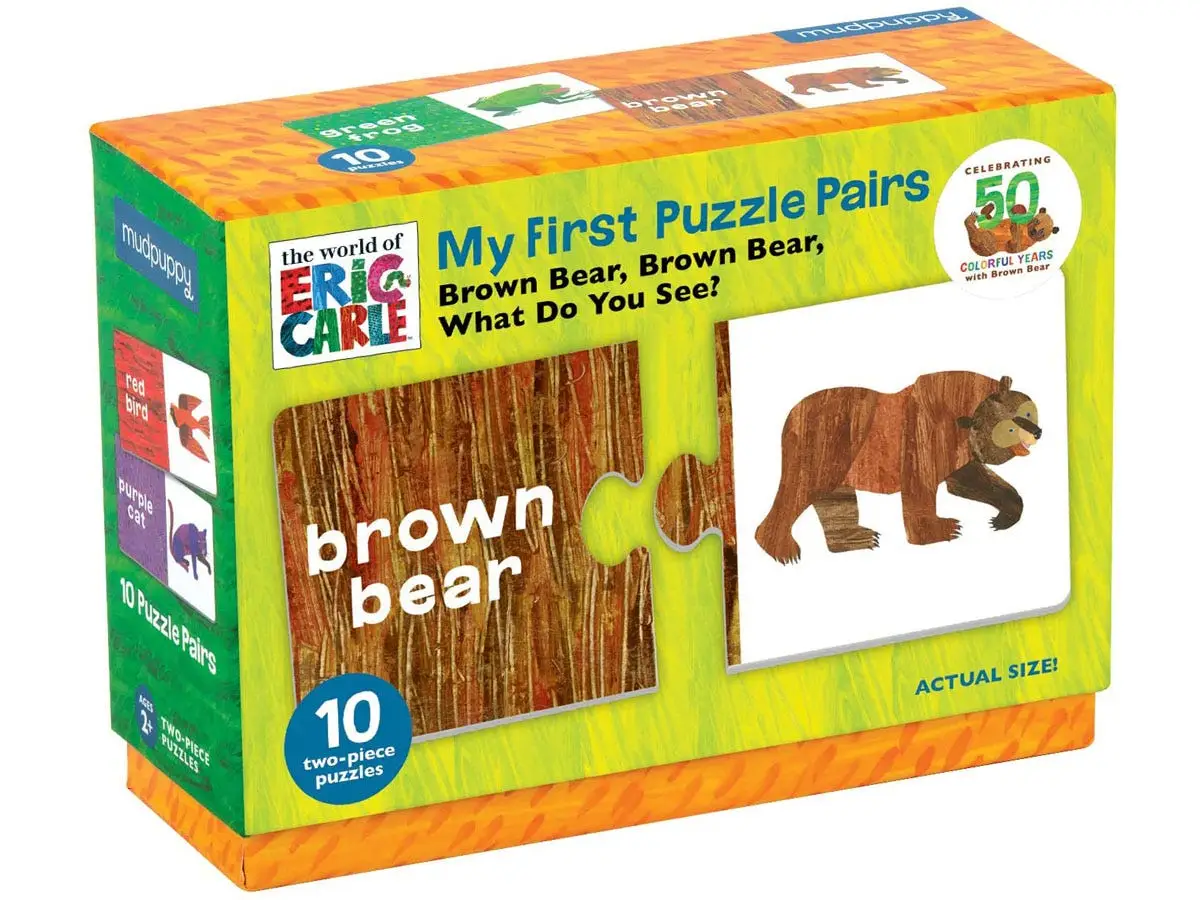 mudpuppy
green
frog
brown
bear
10
puzzles
mudpuppy
red
bird
purple
cat
10 Puzzle Pairs
AGES
2+
TWO-PIECE
PUZZLES
the world of
ERIC
CARLE™
My First Puzzle Pairs
Brown Bear, Brown Bear,
What Do You See?
CELEBRATING
50
COLORFUL YEARS
with Brown Bear
brown
bear
10
two-piece
puzzles
ACTUAL SIZE!